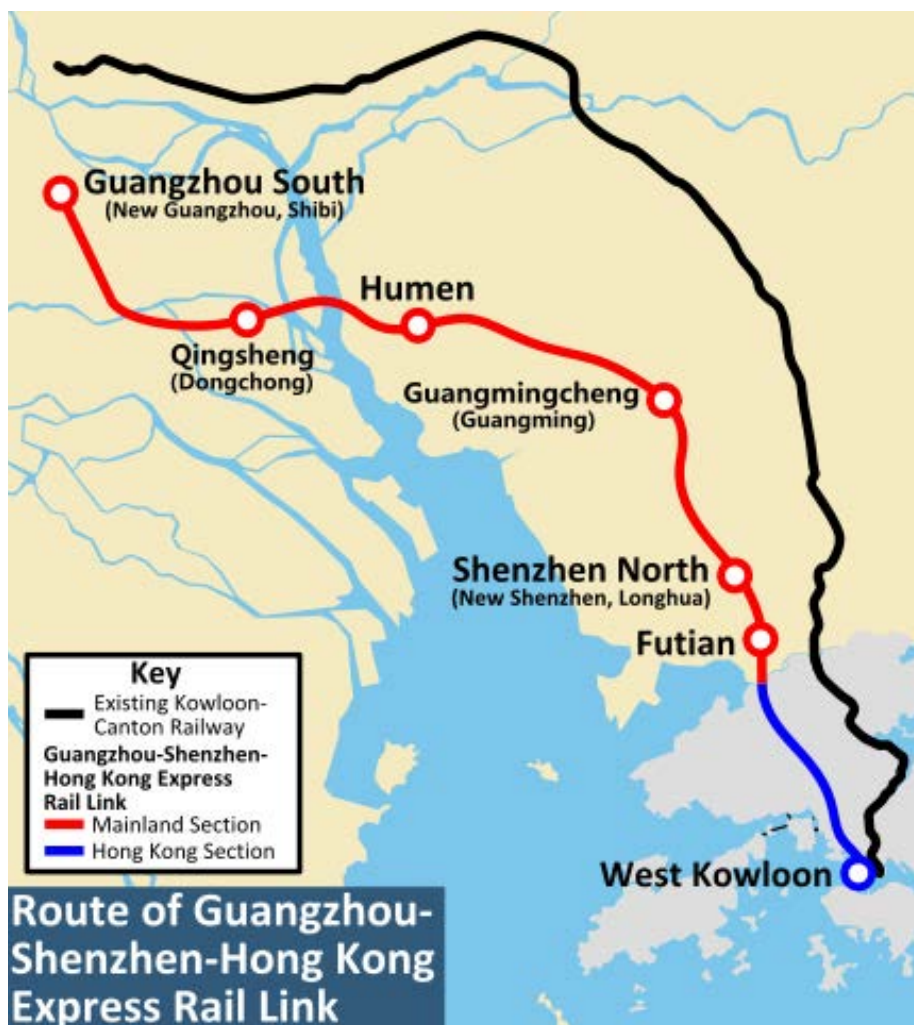 Guangzhou South
(New Guangzhou, Shibi)
Humen
Qingsheng
(Dongchong)
Guangmingcheng
(Guangming)
Shenzhen North
(New Shenzhen, Longhua)
Futian
West Kowloon
Key
Existing Kowloon-
Canton Railway
Guangzhou-Shenzhen-
Hong Kong Express
Rail Link
Mainland Section
Hong Kong Section
Route of Guangzhou-
Shenzhen-Hong Kong
Express Rail Link